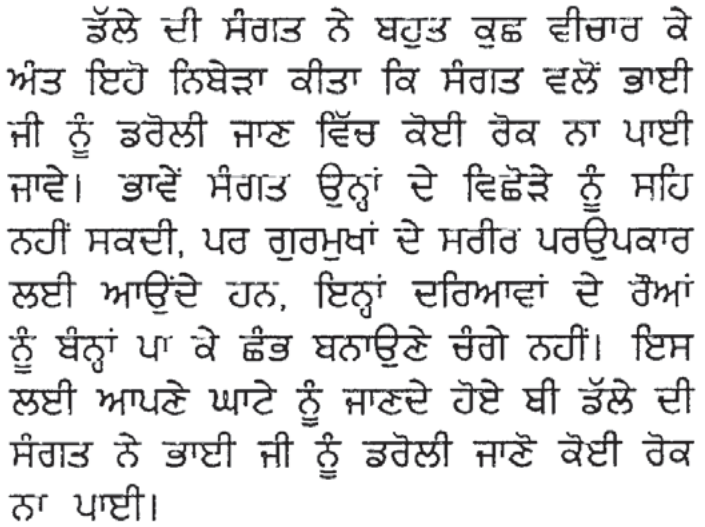 ਡੱਲੇ ਦੀ ਸੰਗਤ ਨੇ ਬਹੁਤ ਕੁਛ ਵੀਚਾਰ ਕੇ
ਅੰਤ ਇਹੋ ਨਿਬੇੜਾ ਕੀਤਾ ਕਿ ਸੰਗਤ ਵਲੋਂ ਭਾਈ
ਜੀ ਨੂੰ ਡਰੋਲੀ ਜਾਣ ਵਿੱਚ ਕੋਈ ਰੋਕ ਨਾ ਪਾਈ
ਜਾਵੇ। ਭਾਵੇਂ ਸੰਗਤ ਉਨ੍ਹਾਂ ਦੇ ਵਿਛੋੜੇ ਨੂੰ ਸਹਿ
ਨਹੀਂ ਸਕਦੀ, ਪਰ ਗੁਰਮੁਖਾਂ ਦੇ ਸਰੀਰ ਪਰਉਪਕਾਰ
ਲਈ ਆਉਂਦੇ ਹਨ, ਇਨ੍ਹਾਂ ਦਰਿਆਵਾਂ ਦੇ ਰੌਆਂ
ਨੂੰ ਬੰਨ੍ਹਾਂ ਪਾ ਕੇ ਛੰਭ ਬਨਾਉਣੇ ਚੰਗੇ ਨਹੀਂ। ਇਸ
ਲਈ ਆਪਣੇ ਘਾਟੇ ਨੂੰ ਜਾਣਦੇ ਹੋਏ ਬੀ ਡੱਲੇ ਦੀ
ਸੰਗਤ ਨੇ ਭਾਈ ਜੀ ਨੂੰ ਡਰੋਲੀ ਜਾਣੋ ਕੋਈ ਰੋਕ
ਨਾ ਪਾਈ।